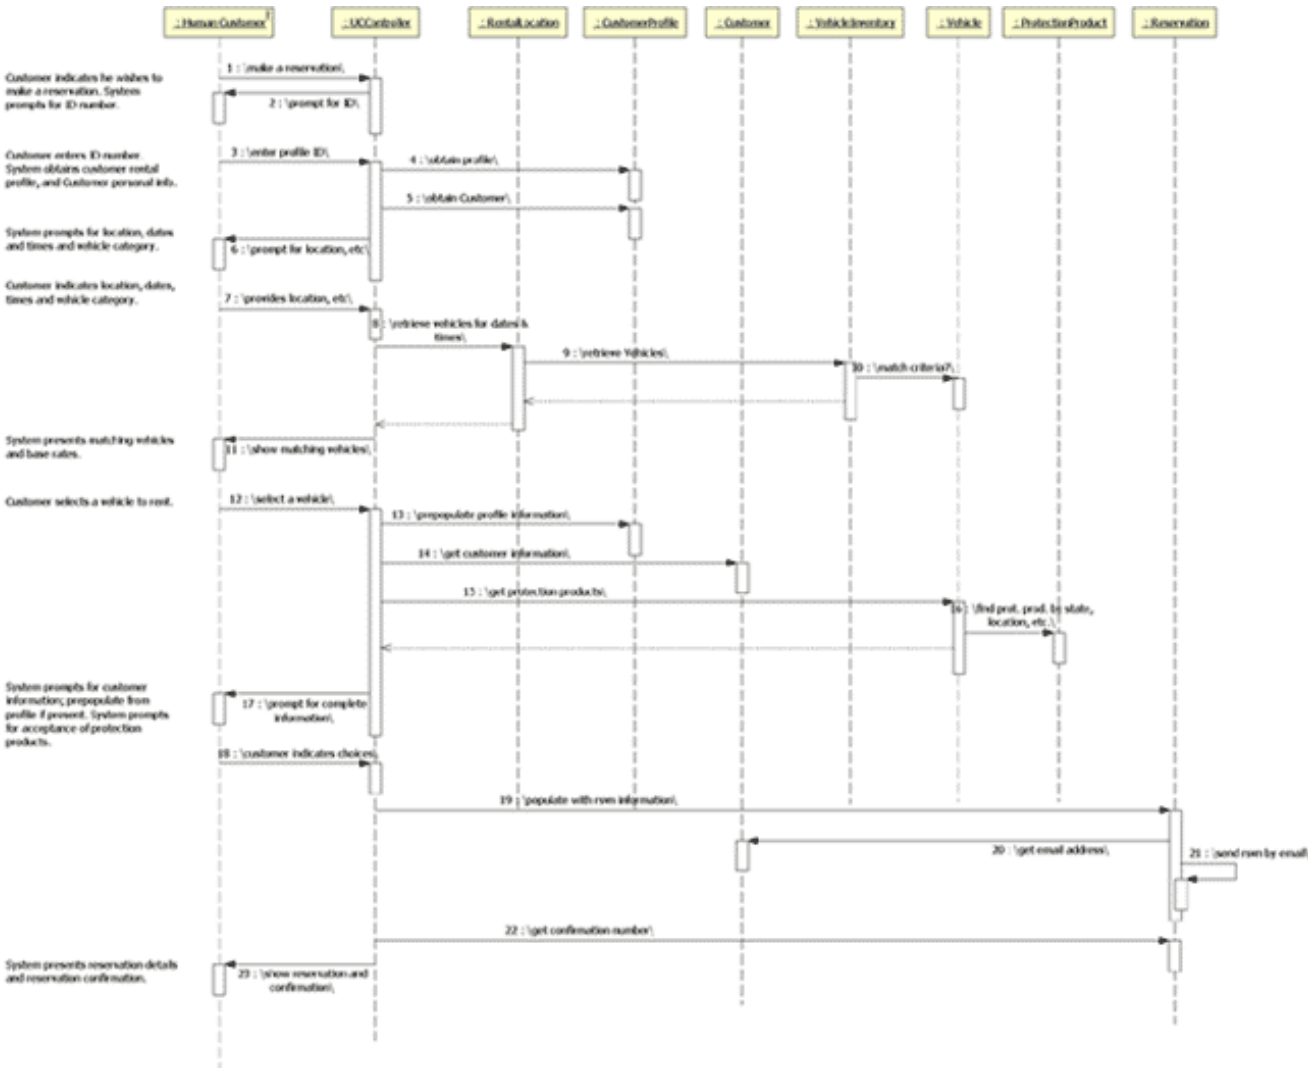 : Human Customer
: UCController
: RentalLocation
: CustomerProfile
: Customer
: VehicleInventory
: Vehicle
: ProtectionProduct
: Reservation
Customer indicates he wishes to
make a reservation. System
prompts for ID number.
1 : \make a reservation\
2 : \prompt for ID\
Customer enters ID number.
System obtains customer rental
profile, and Customer personal info.
3 : \enter profile ID\
4 : \obtain profile\
5 : \obtain Customer\
System prompts for location, dates
and times and vehicle category.
6 : \prompt for location, etc\
Customer indicates location, dates,
times and vehicle category.
7 : \provides location, etc\
8 : \retrieve vehicles for dates &
times\
9 : \retrieve Vehicles\
10 : \match criteria?\
System presents matching vehicles
and base rates.
11 : \show matching vehicles\
Customer selects a vehicle to rent.
12 : \select a vehicle\
13 : \prepopulate profile information\
14 : \get customer information\
15 : \get protection products\
16 : \find prot. prod. by state,
location, etc.\
System prompts for customer
information; prepopulate from
profile if present. System prompts
for acceptance of protection
products.
17 : \prompt for complete
information\
18 : \customer indicates choices\
19 : \populate with rsvn information\
20 : \get email address\
21 : \send rsvn by email\
22 : \get confirmation number\
System presents reservation details
and reservation confirmation.
23 : \show reservation and
confirmation\